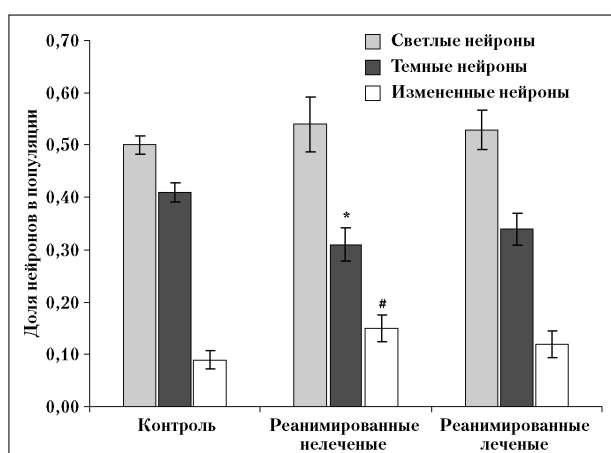 0,70
0,60
0,50
0,40
0,30
0,20
0,10
0,00
Доля нейронов в популяции
Светлые нейроны
Темные нейроны
Измененные нейроны
*
#
Контроль
Реанимированные
нелеченые
Реанимированные
леченые